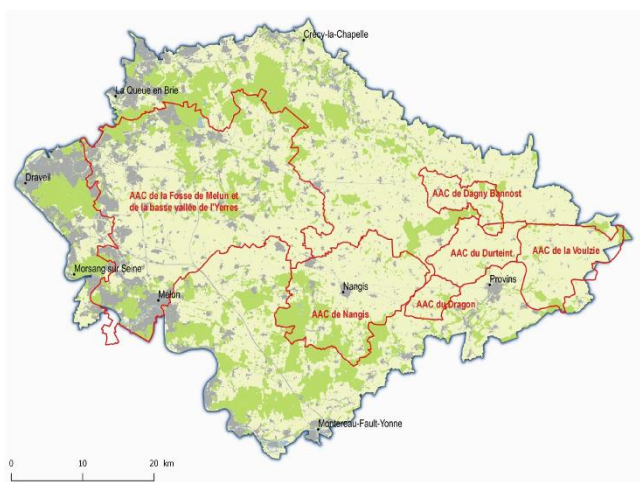 Crécy-la-Chapelle
La Queue en Brie
Draveil
AAC de la Fosse de Melun et
de la basse vallée de l'Yerres
AAC de Dagny Bannost
AAC du Durteint.
AAC de la Voulzie
Morsang sur Seine
Melun
Nangis
Provins
AAC du Dragon
AAC de Nangis
Montereau-Fault-Yonne
0 10 20 km